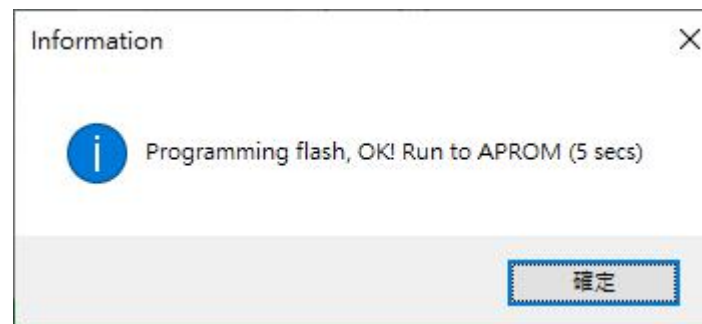 Information
Programming flash, OK! Run to APROM (5 secs)
確定